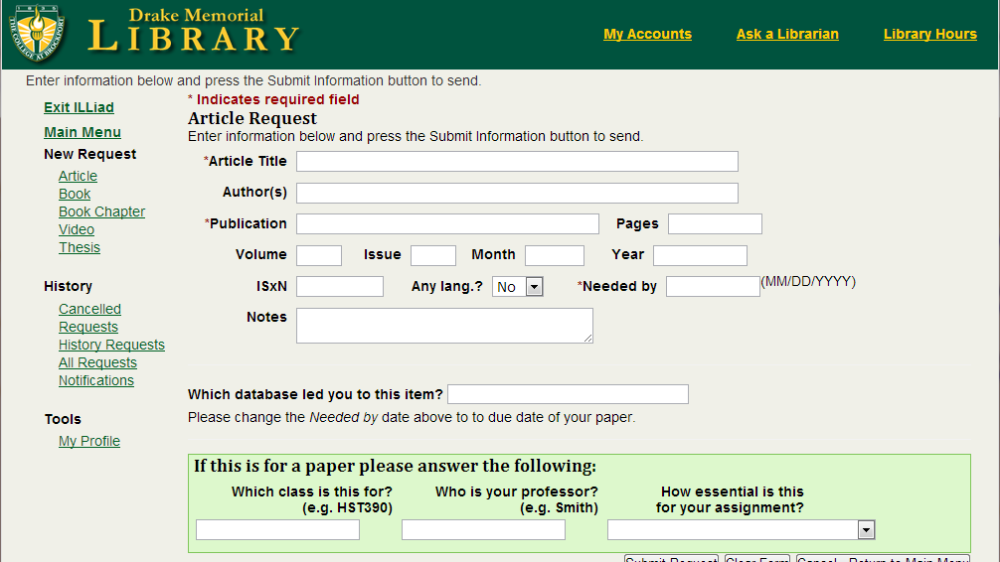 1835
THE COLLEGE AT BROCKPORT
Drake Memorial
LIBRARY
My Accounts
Ask a Librarian
Library Hours
Enter information below and press the Submit Information button to send.
Exit ILLiad
Main Menu
New Request
Article
Book
Book Chapter
Video
Thesis
History
Cancelled
Requests
History Requests
All Requests
Notifications
Tools
My Profile
* Indicates required field
Article Request
Enter information below and press the Submit Information button to send.
*Article Title
Author(s)
*Publication Pages
Volume Issue Month Year
ISxN Any lang.? No *Needed by (MM/DD/YYYY)
Notes
Which database led you to this item?
Please change the Needed by date above to to due date of your paper.
If this is for a paper please answer the following:
Which class is this for?
(e.g. HST390)
Who is your professor?
(e.g. Smith)
How essential is this
for your assignment?
Submit Request Clear Form Cancel - Return to Main Menu